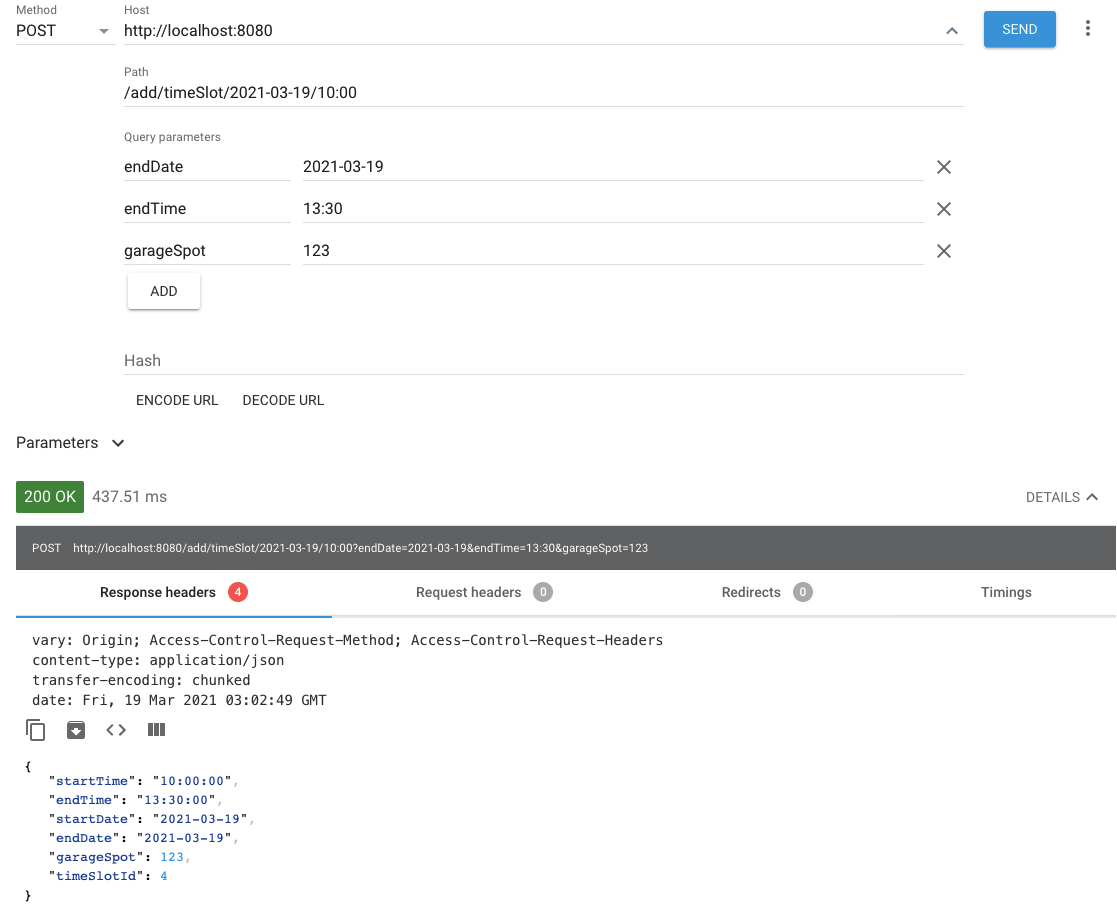 Method
Host
POST
http://localhost:8080
SEND
Path
/add/timeSlot/2021-03-19/10:00
Query parameters
endDate 2021-03-19
endTime 13:30
garageSpot 123
ADD
Hash
ENCODE URL DECODE URL
Parameters
200 OK 437.51 ms DETAILS
POST http://localhost:8080/add/timeSlot/2021-03-19/10:00?endDate=2021-03-19&endTime=13:30&garageSpot=123
Response headers 4 Request headers 0 Redirects 0 Timings
vary: Origin; Access-Control-Request-Method; Access-Control-Request-Headers
content-type: application/json
transfer-encoding: chunked
date: Fri, 19 Mar 2021 03:02:49 GMT
{
"startTime": "10:00:00",
"endTime": "13:30:00",
"startDate": "2021-03-19",
"endDate": "2021-03-19",
"garageSpot": 123,
"timeSlotId": 4
}